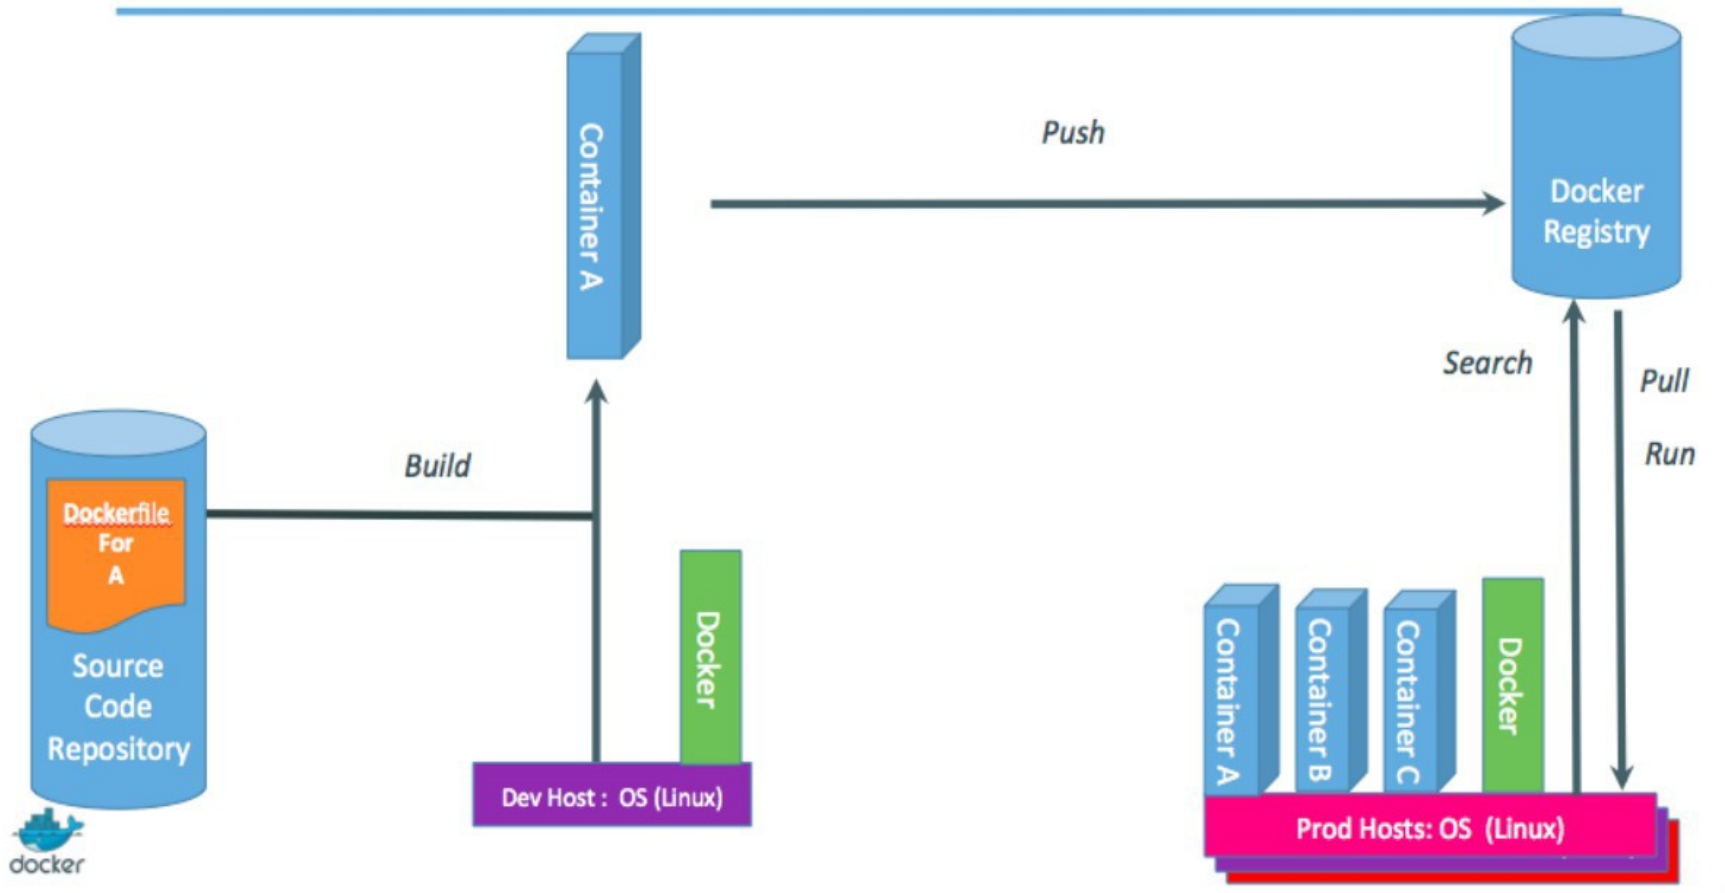 Container A
Push
Docker
Registry
Search
Pull
Run
Build
Dockerfile
For
A
Source
Code
Repository
Docker
Dev Host : OS (Linux)
Container A
Container B
Container C
Docker
Prod Hosts: OS (Linux)
docker